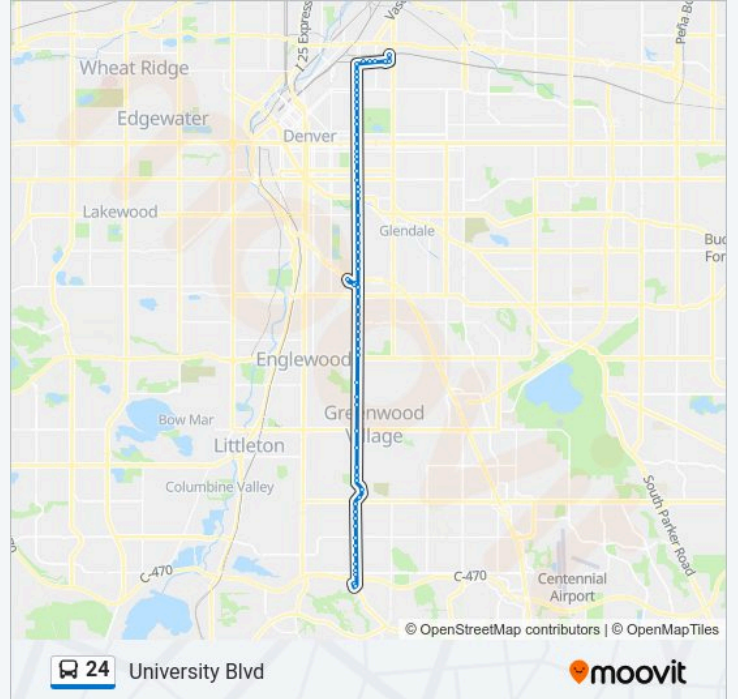 I 25 Express
Vas
Peña Bo
Wheat Ridge
Edgewater
Denver
Lakewood
Glendale
Buc
For
Englewood
Greenwood
Village
Bow Mar
Littleton
Columbine Valley
South Parker Road
C-470
C-470
Centennial
Airport
© OpenStreetMap contributors | © OpenMapTiles
24 University Blvd
moovit